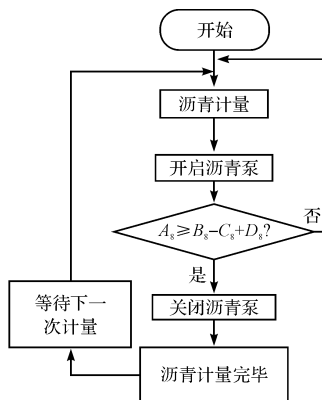 开始
沥青计量
开启沥青泵
A₈≥B₈−C₈+D₈?
否
是
等待下一
次计量
关闭沥青泵
沥青计量完毕